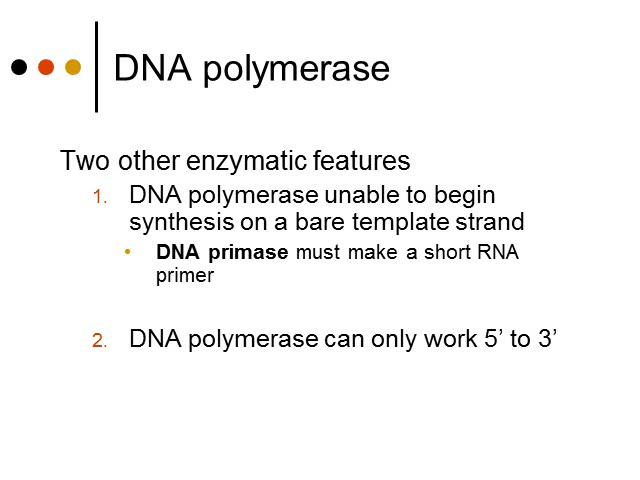 DNA polymerase
Two other enzymatic features
1. DNA polymerase unable to begin
synthesis on a bare template strand
• DNA primase must make a short RNA
primer
2. DNA polymerase can only work 5’ to 3’